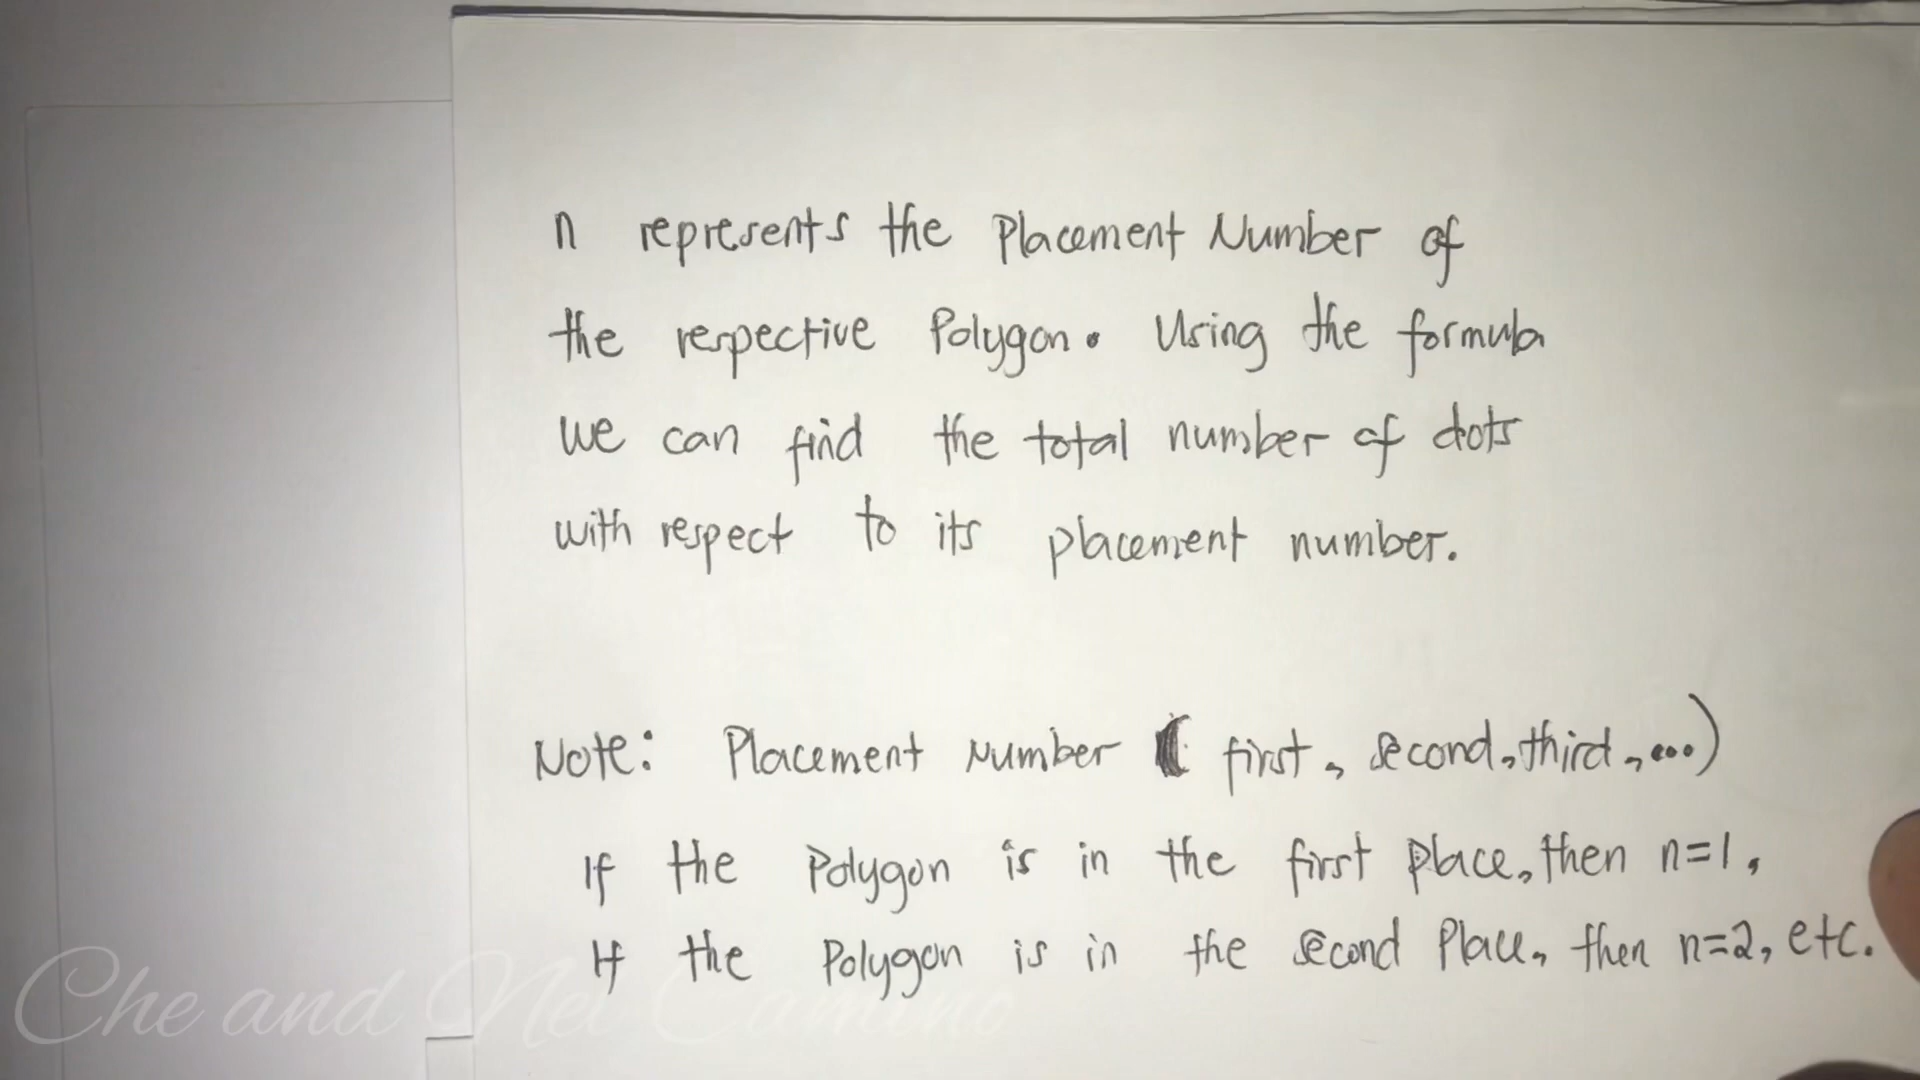 n represents the Placement Number of
the respective Polygon. Using the formula
we can find the total number of dots
with respect to its placement number.
Note: Placement Number ( first, second, third, ...)
If the Polygon is in the first place, then n=1,
If the Polygon is in the second Place, then n=2, etc.
Che and Nei Camino